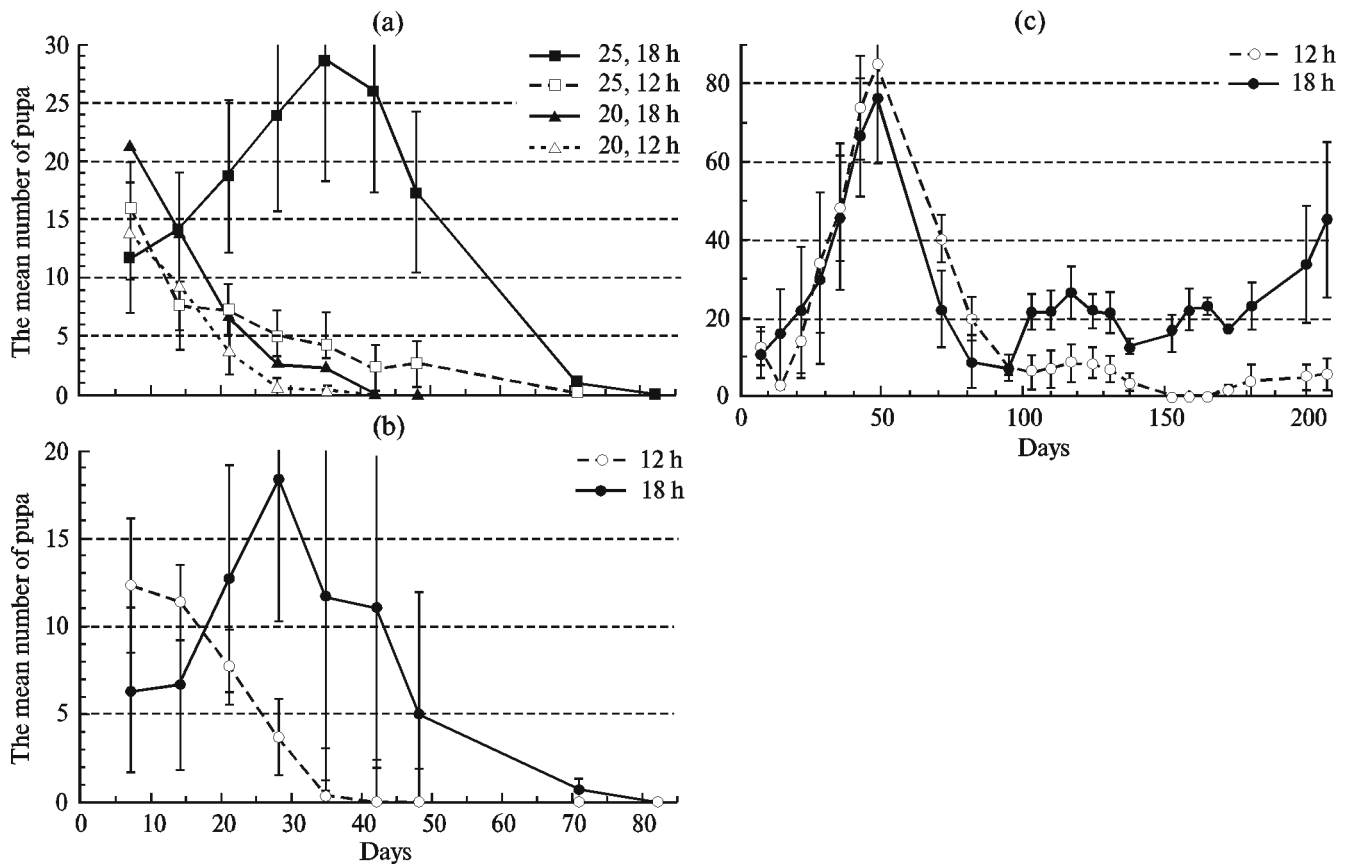 (a)
The mean number of pupa
30
25
20
15
10
5
0
25, 18 h
25, 12 h
20, 18 h
20, 12 h
(b)
The mean number of pupa
20
15
10
5
0
12 h
18 h
0 10 20 30 40 50 60 70 80
Days
(c)
80
60
40
20
0
12 h
18 h
0 50 100 150 200
Days